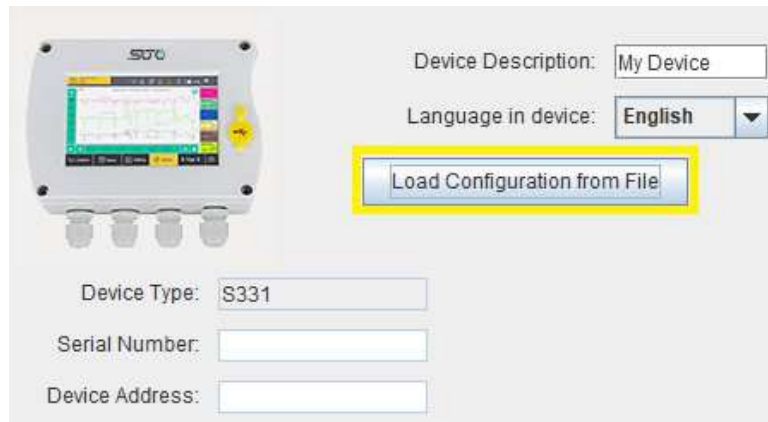 SUTO
Device Description: My Device
Language in device: English
Load Configuration from File
Device Type: S331
Serial Number:
Device Address: